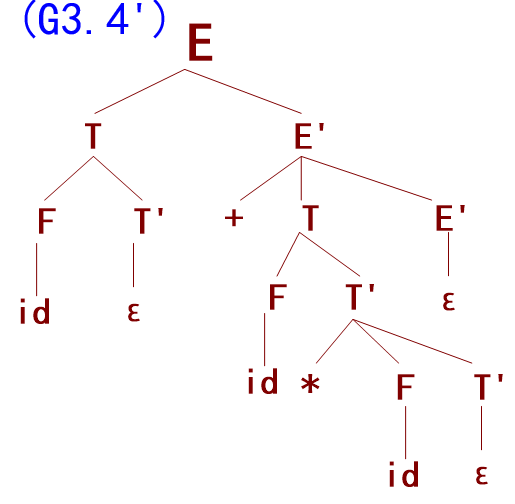 (G3.4')
E
T E'
F T' + T E'
id ε F T' ε
id * F T'
id ε